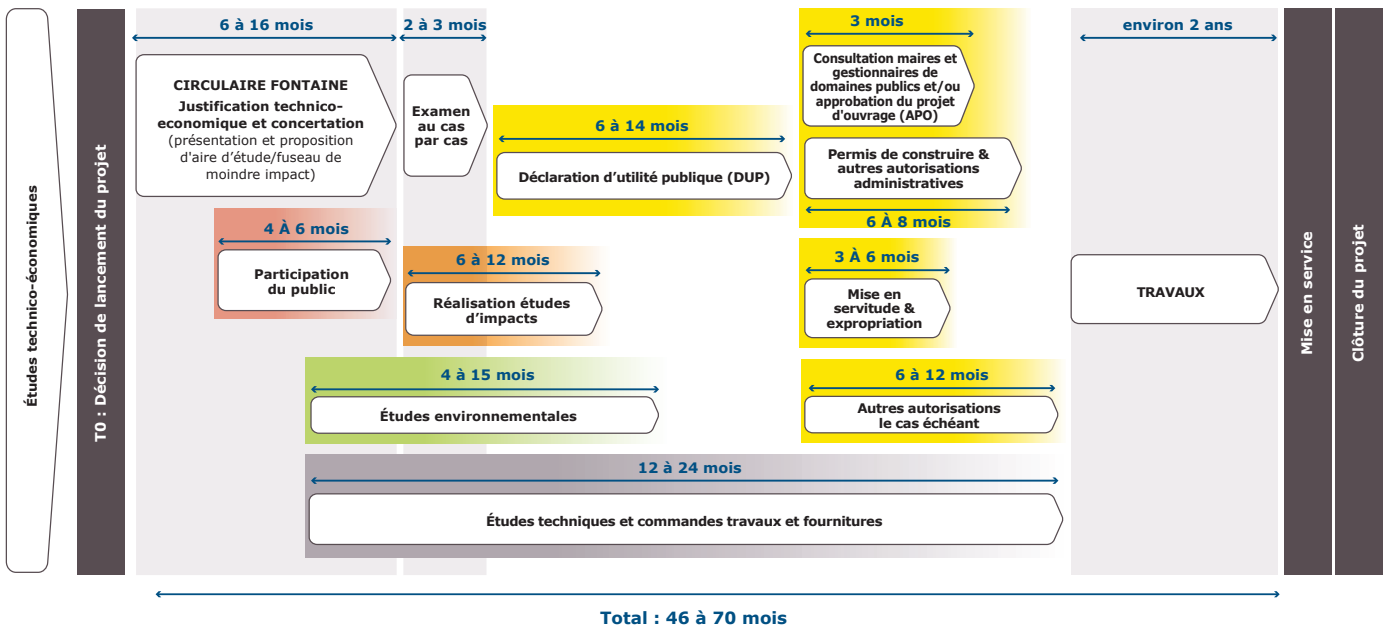 Études technico-économiques
T0 : Décision de lancement du projet
6 à 16 mois
CIRCULAIRE FONTAINE
Justification technico-
economique et concertation
(présentation et proposition
d'aire d’étude/fuseau de
moindre impact)
4 À 6 mois
Participation
du public
2 à 3 mois
Examen
au cas
par cas
6 à 12 mois
Réalisation études
d’impacts
4 à 15 mois
Études environnementales
12 à 24 mois
Études techniques et commandes travaux et fournitures
6 à 14 mois
Déclaration d’utilité publique (DUP)
3 mois
Consultation maires et
gestionnaires de
domaines publics et/ou
approbation du projet
d'ouvrage (APO)
Permis de construire &
autres autorisations
administratives
6 À 8 mois
3 À 6 mois
Mise en
servitude &
expropriation
6 à 12 mois
Autres autorisations
le cas échéant
environ 2 ans
TRAVAUX
Mise en service
Clôture du projet
Total : 46 à 70 mois